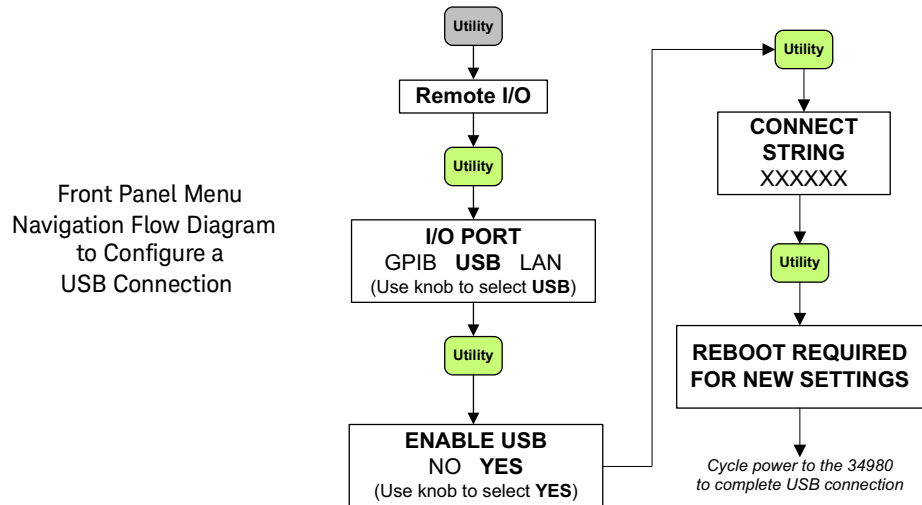 Front Panel Menu
Navigation Flow Diagram
to Configure a
USB Connection
Utility
Remote I/O
Utility
I/O PORT
GPIB USB LAN
(Use knob to select USB)
Utility
ENABLE USB
NO YES
(Use knob to select YES)
Utility
CONNECT
STRING
XXXXXX
Utility
REBOOT REQUIRED
FOR NEW SETTINGS
Cycle power to the 34980
to complete USB connection